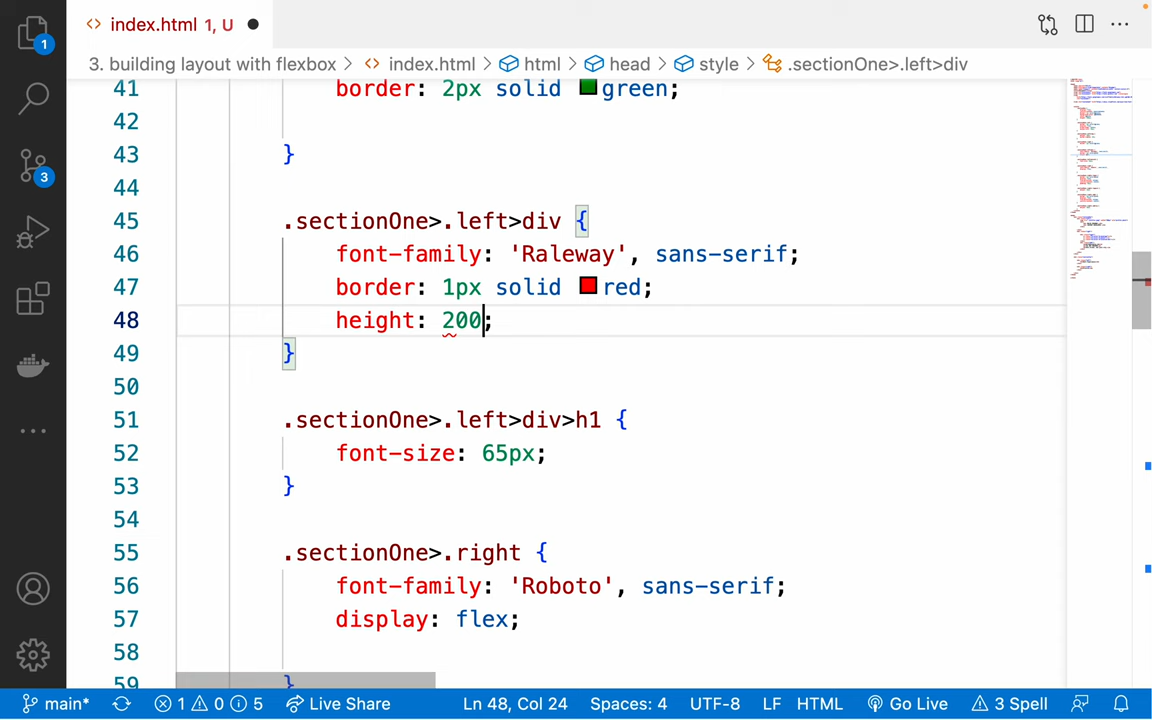 index.html 1, U
1
3. building layout with flexbox > index.html > html > head > style > .sectionOne>.left>div
41 border: 2px solid green;
42
3
43 }
44
45 .sectionOne>.left>div {
46 font-family: 'Raleway', sans-serif;
47 border: 1px solid red;
48 height: 200;
49 }
50
51 .sectionOne>.left>div>h1 {
52 font-size: 65px;
53 }
54
55 .sectionOne>.right {
56 font-family: 'Roboto', sans-serif;
57 display: flex;
58
59 }
main* 1 0 5 Live Share Ln 48, Col 24 Spaces: 4 UTF-8 LF HTML Go Live 3 Spell